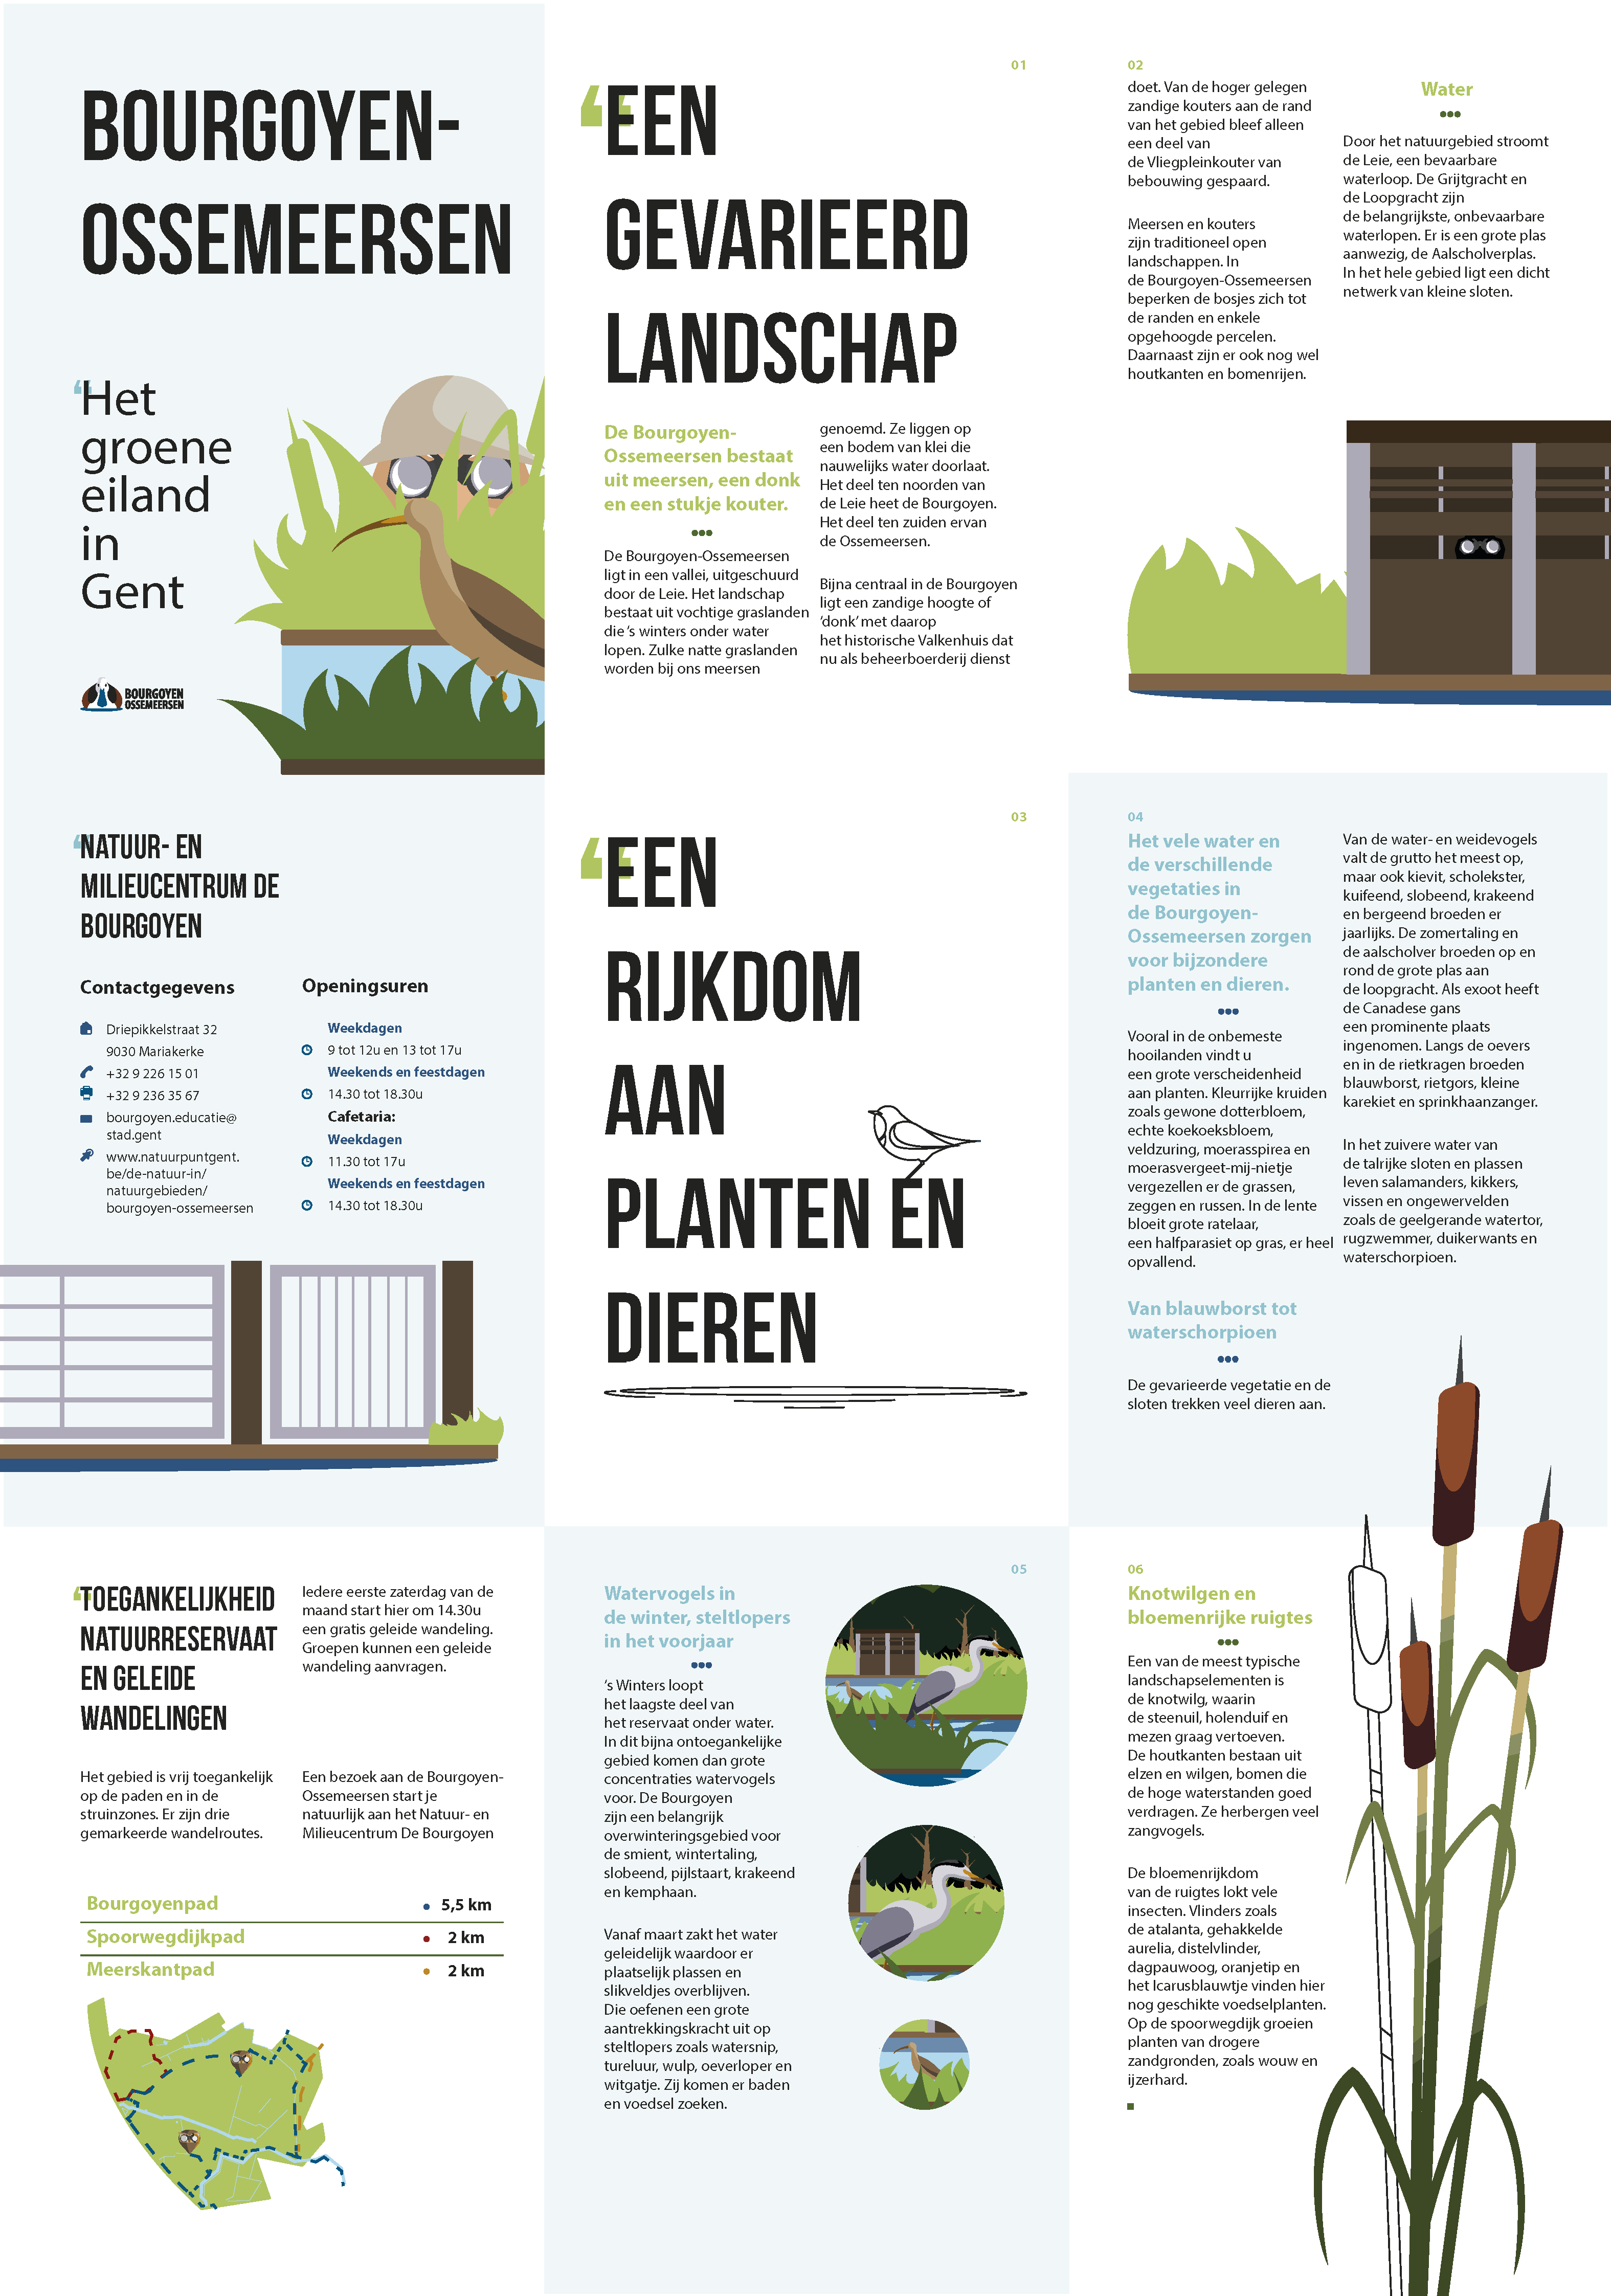 BOURGOYEN-
OSSEMEERSEN
‘Het
groene
eiland
in
Gent
BOURGOYEN
OSSEMEERSEN
01
‘EEN
GEVARIEERD
LANDSCHAP
De Bourgoyen-
Ossemeersen bestaat
uit meersen, een donk
en een stukje kouter.
De Bourgoyen-Ossemeersen
ligt in een vallei, uitgeschuurd
door de Leie. Het landschap
bestaat uit vochtige graslanden
die ’s winters onder water
lopen. Zulke natte graslanden
worden bij ons meersen
genoemd. Ze liggen op
een bodem van klei die
nauwelijks water doorlaat.
Het deel ten noorden van
de Leie heet de Bourgoyen.
Het deel ten zuiden ervan
de Ossemeersen.
Bijna centraal in de Bourgoyen
ligt een zandige hoogte of
‘donk’ met daarop
het historische Valkenhuis dat
nu als beheerboerderij dienst
02
doet. Van de hoger gelegen
zandige kouters aan de rand
van het gebied bleef alleen
een deel van
de Vliegpleinkouter van
bebouwing gespaard.
Meersen en kouters
zijn traditioneel open
landschappen. In
de Bourgoyen-Ossemeersen
beperken de bosjes zich tot
de randen en enkele
opgehoogde percelen.
Daarnaast zijn er ook nog wel
houtkanten en bomenrijen.
Water
Door het natuurgebied stroomt
de Leie, een bevaarbare
waterloop. De Grijtgracht en
de Loopgracht zijn
de belangrijkste, onbevaarbare
waterlopen. Er is een grote plas
aanwezig, de Aalscholverplas.
In het hele gebied ligt een dicht
netwerk van kleine sloten.
‘NATUUR- EN
MILIEUCENTRUM DE
BOURGOYEN
Contactgegevens
Driepikkelstraat 32
9030 Mariakerke
+32 9 226 15 01
+32 9 236 35 67
bourgoyen.educatie@
stad.gent
www.natuurpuntgent.
be/de-natuur-in/
natuurgebieden/
bourgoyen-ossemeersen
Openingsuren
Weekdagen
9 tot 12u en 13 tot 17u
Weekends en feestdagen
14.30 tot 18.30u
Cafetaria:
Weekdagen
11.30 tot 17u
Weekends en feestdagen
14.30 tot 18.30u
03
‘EEN
RIJKDOM
AAN
PLANTEN EN
DIEREN
04
Het vele water en
de verschillende
vegetaties in
de Bourgoyen-
Ossemeersen zorgen
voor bijzondere
planten en dieren.
Vooral in de onbemeste
hooilanden vindt u
een grote verscheidenheid
aan planten. Kleurrijke kruiden
zoals gewone dotterbloem,
echte koekoeksbloem,
veldzuring, moerasspirea en
moerasvergeet-mij-nietje
vergezellen er de grassen,
zeggen en russen. In de lente
bloeit grote ratelaar,
een halfparasiet op gras, er heel
opvallend.
Van blauwborst tot
waterschorpioen
De gevarieerde vegetatie en de
sloten trekken veel dieren aan.
Van de water- en weidevogels
valt de grutto het meest op,
maar ook kievit, scholekster,
kuifeend, slobeend, krakeend
en bergeend broeden er
jaarlijks. De zomertaling en
de aalscholver broeden op en
rond de grote plas aan
de loopgracht. Als exoot heeft
de Canadese gans
een prominente plaats
ingenomen. Langs de oevers
en in de rietkragen broeden
blauwborst, rietgors, kleine
karekiet en sprinkhaanzanger.
In het zuivere water van
de talrijke sloten en plassen
leven salamanders, kikkers,
vissen en ongewervelden
zoals de geelgerande watertor,
rugzwemmer, duikerwants en
waterschorpioen.
‘TOEGANKELIJKHEID
NATUURRESERVAAT
EN GELEIDE
WANDELINGEN
Het gebied is vrij toegankelijk
op de paden en in de
struinzones. Er zijn drie
gemarkeerde wandelroutes.
Iedere eerste zaterdag van de
maand start hier om 14.30u
een gratis geleide wandeling.
Groepen kunnen een geleide
wandeling aanvragen.
Een bezoek aan de Bourgoyen-
Ossemeersen start je
natuurlijk aan het Natuur- en
Milieucentrum De Bourgoyen
Bourgoyenpad 5,5 km
Spoorwegdijkpad 2 km
Meerskantpad 2 km
05
Watervogels in
de winter, steltlopers
in het voorjaar
’s Winters loopt
het laagste deel van
het reservaat onder water.
In dit bijna ontoegankelijke
gebied komen dan grote
concentraties watervogels
voor. De Bourgoyen
zijn een belangrijk
overwinteringsgebied voor
de smient, wintertaling,
slobeend, pijlstaart, krakeend
en kemphaan.
Vanaf maart zakt het water
geleidelijk waardoor er
plaatselijk plassen en
slikveldjes overblijven.
Die oefenen een grote
aantrekkingskracht uit op
steltlopers zoals watersnip,
tureluur, wulp, oeverloper en
witgatje. Zij komen er baden
en voedsel zoeken.
06
Knotwilgen en
bloemenrijke ruigtes
Een van de meest typische
landschapselementen is
de knotwilg, waarin
de steenuil, holenduif en
mezen graag vertoeven.
De houtkanten bestaan uit
elzen en wilgen, bomen die
de hoge waterstanden goed
verdragen. Ze herbergen veel
zangvogels.
De bloemenrijkdom
van de ruigtes lokt vele
insecten. Vlinders zoals
de atalanta, gehakkelde
aurelia, distelvlinder,
dagpauwoog, oranjetip en
het Icarusblauwtje vinden hier
nog geschikte voedselplanten.
Op de spoorwegdijk groeien
planten van drogere
zandgronden, zoals wouw en
ijzerhard.